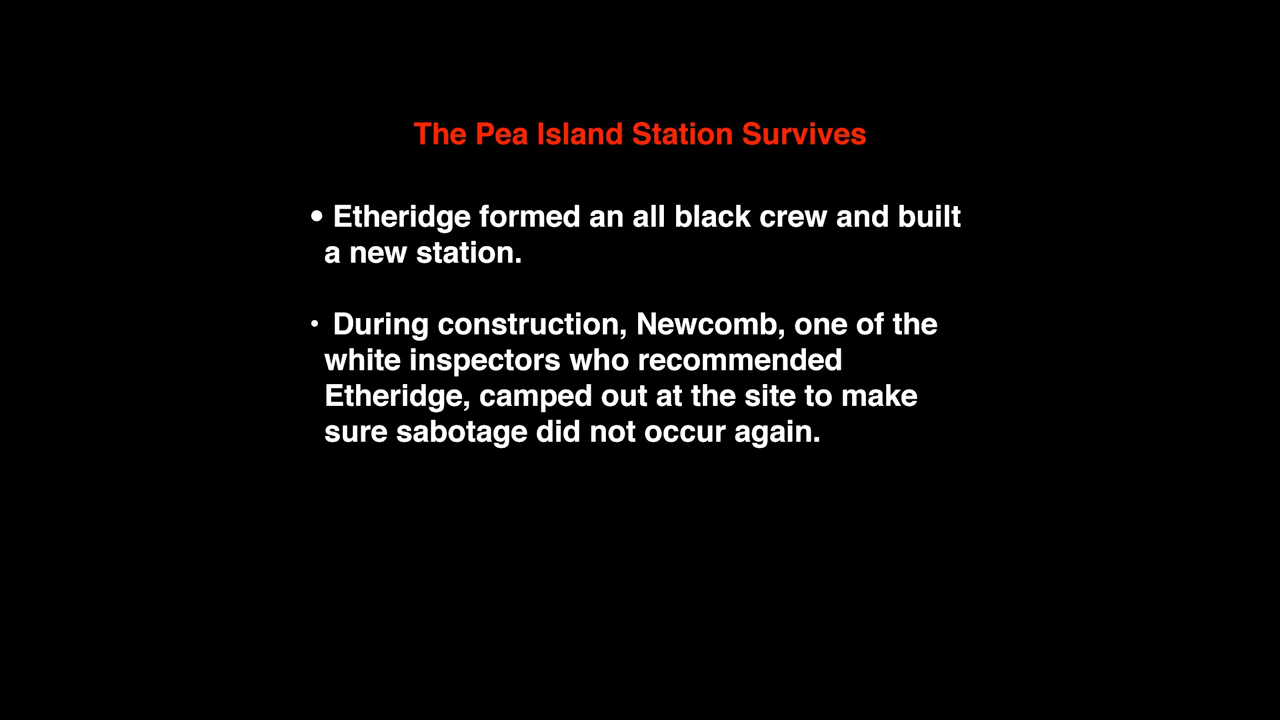 The Pea Island Station Survives
• Etheridge formed an all black crew and built
a new station.
• During construction, Newcomb, one of the
white inspectors who recommended
Etheridge, camped out at the site to make
sure sabotage did not occur again.